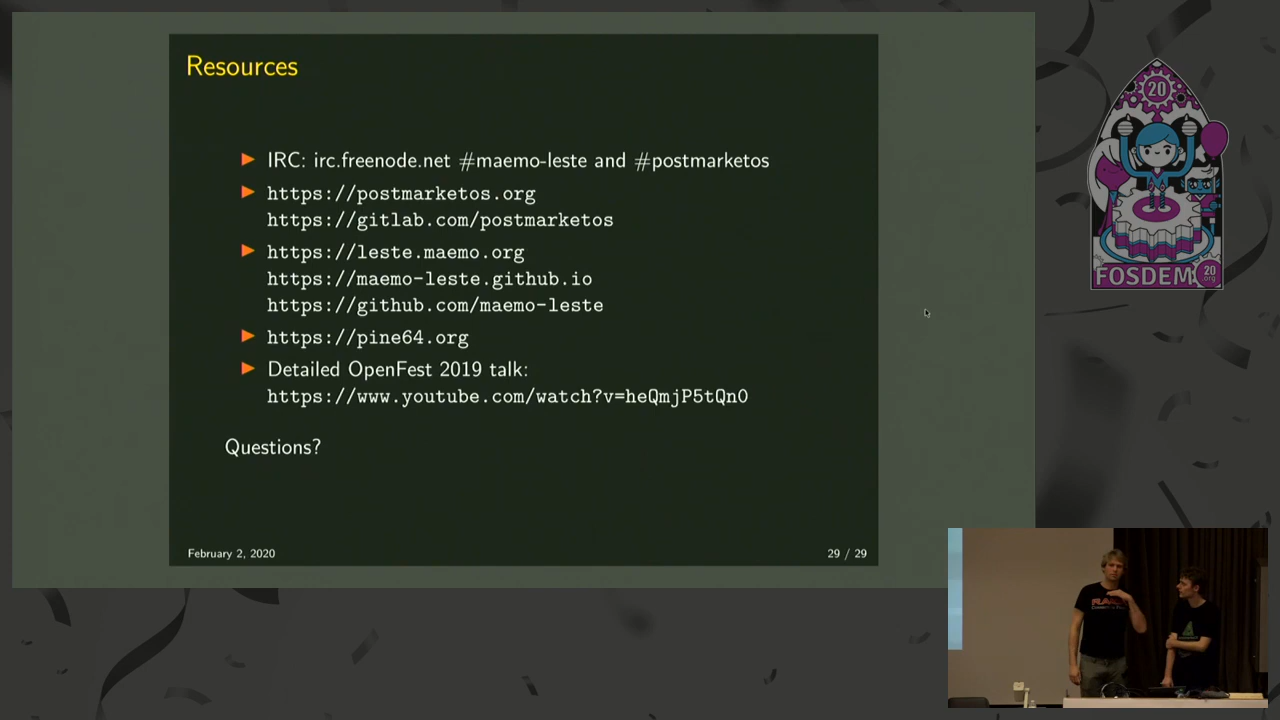 Resources
IRC: irc.freenode.net #maemo-leste and #postmarketos
https://postmarketos.org
https://gitlab.com/postmarketos
https://leste.maemo.org
https://maemo-leste.github.io
https://github.com/maemo-leste
https://pine64.org
Detailed OpenFest 2019 talk:
https://www.youtube.com/watch?v=heQmjP5tQn0
Questions?
February 2, 2020
29 / 29
20
FOSDEM
20
org